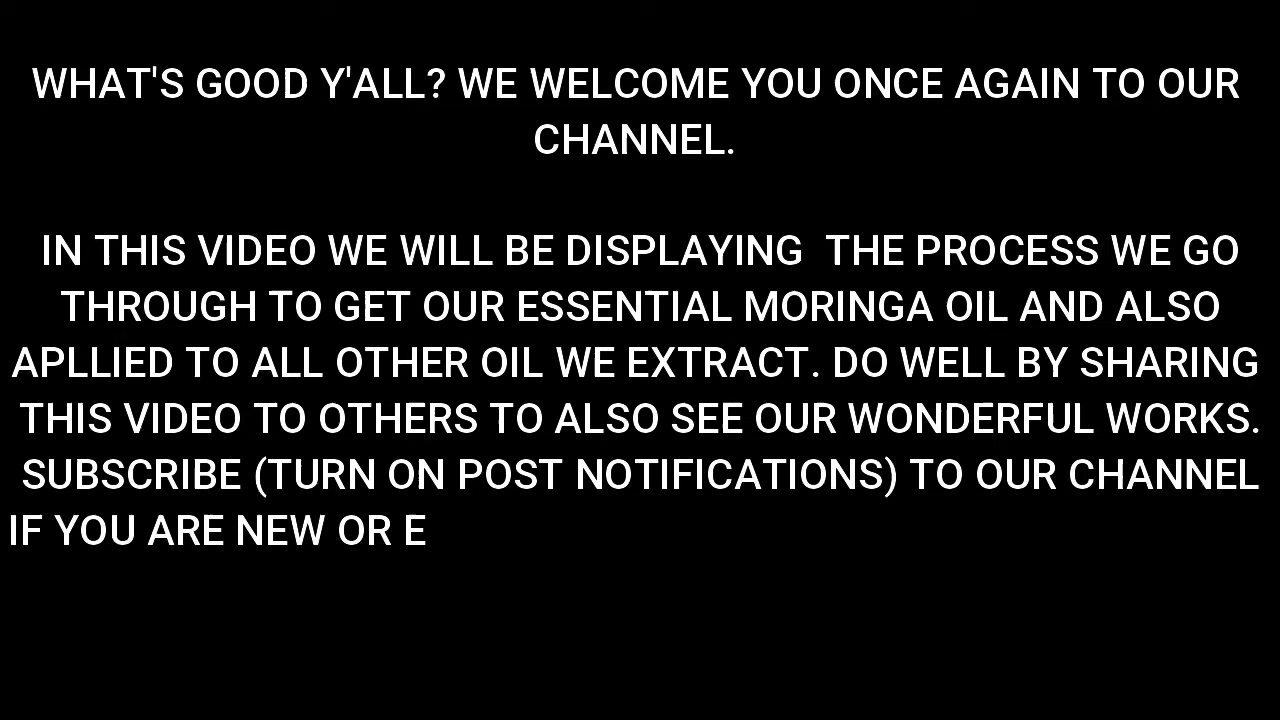 WHAT'S GOOD Y'ALL? WE WELCOME YOU ONCE AGAIN TO OUR
CHANNEL.
IN THIS VIDEO WE WILL BE DISPLAYING  THE PROCESS WE GO
THROUGH TO GET OUR ESSENTIAL MORINGA OIL AND ALSO
APLLIED TO ALL OTHER OIL WE EXTRACT. DO WELL BY SHARING
THIS VIDEO TO OTHERS TO ALSO SEE OUR WONDERFUL WORKS.
SUBSCRIBE (TURN ON POST NOTIFICATIONS) TO OUR CHANNEL
IF YOU ARE NEW OR E